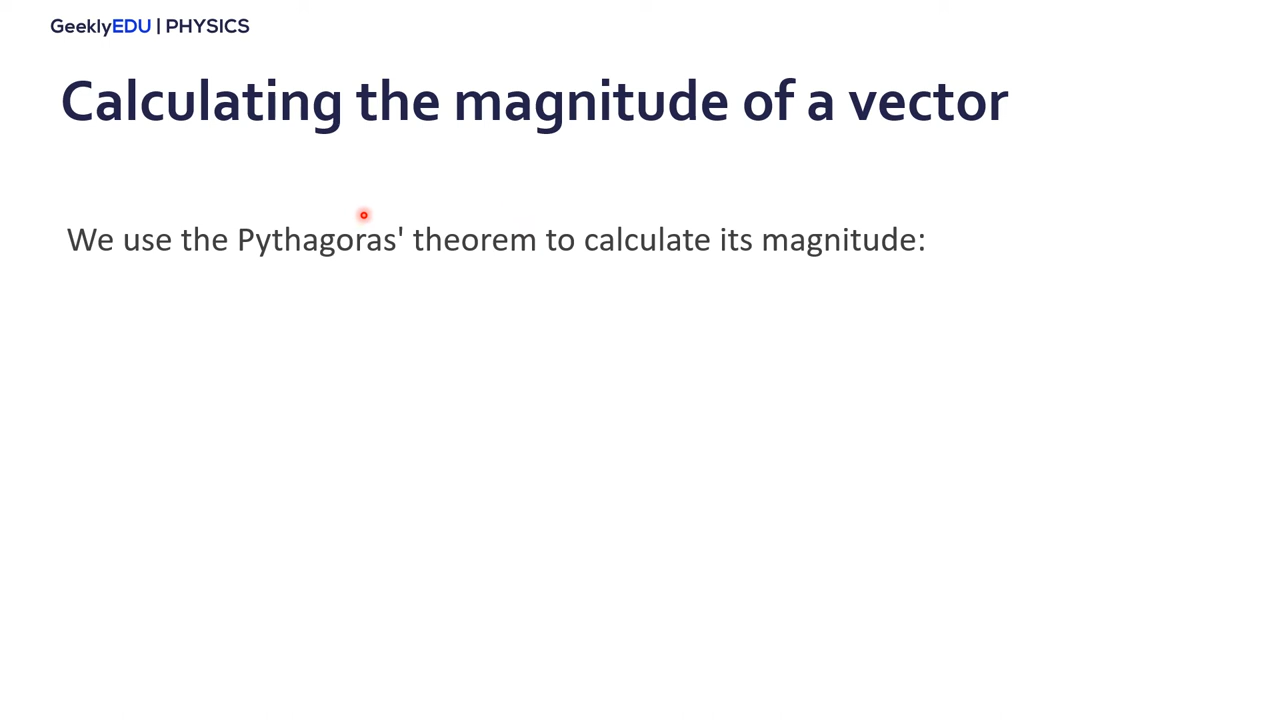 GeeklyEDU | PHYSICS
Calculating the magnitude of a vector
We use the Pythagoras' theorem to calculate its magnitude: